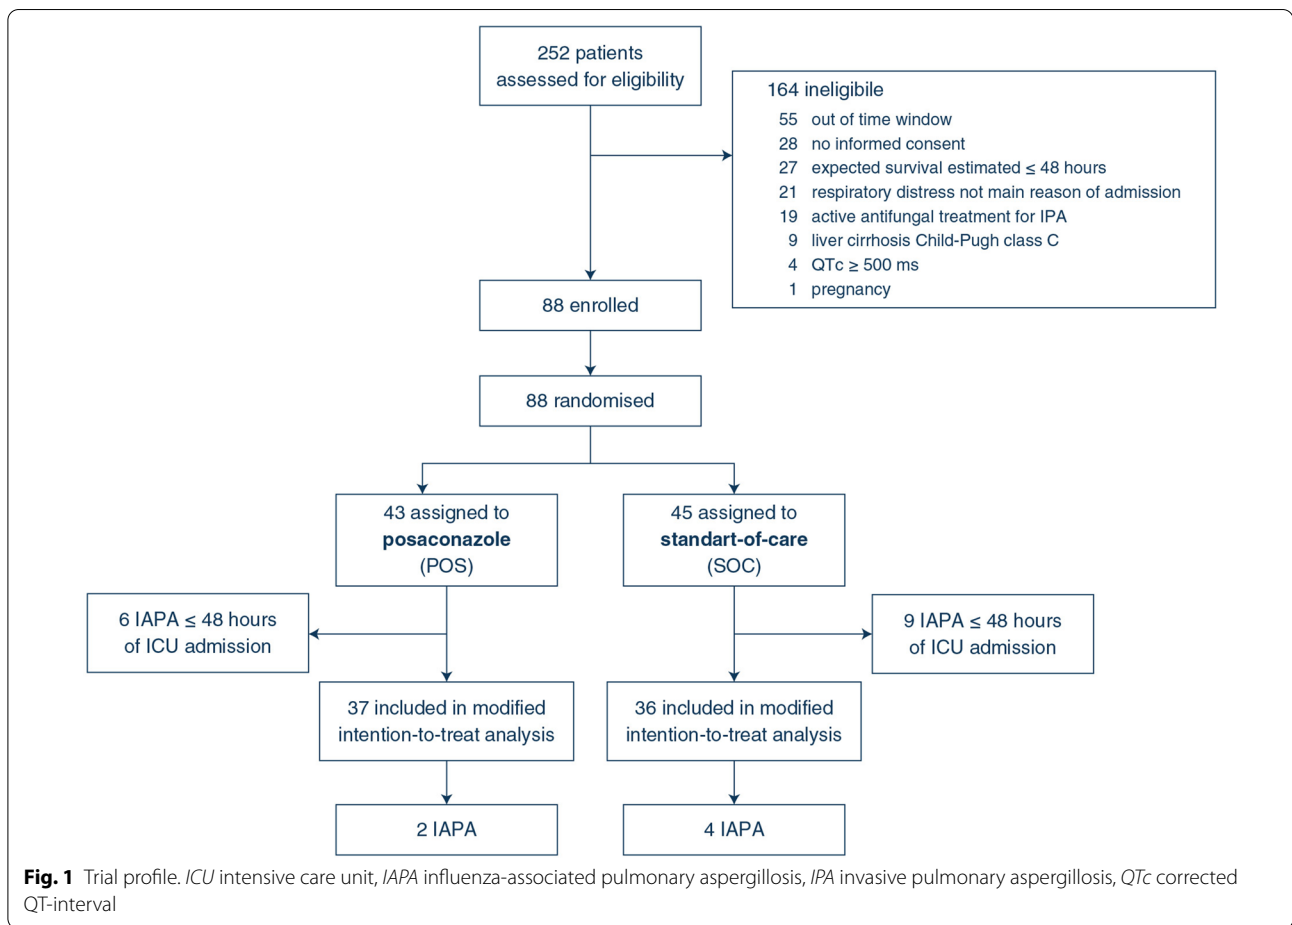 252 patients
assessed for eligibility
164 ineligibile
55 out of time window
28 no informed consent
27 expected survival estimated ≤ 48 hours
21 respiratory distress not main reason of admission
19 active antifungal treatment for IPA
9 liver cirrhosis Child-Pugh class C
4 QTc ≥ 500 ms
1 pregnancy
88 enrolled
88 randomised
43 assigned to
posaconazole
(POS)
45 assigned to
standart-of-care
(SOC)
6 IAPA ≤ 48 hours
of ICU admission
9 IAPA ≤ 48 hours
of ICU admission
37 included in modified
intention-to-treat analysis
36 included in modified
intention-to-treat analysis
2 IAPA
4 IAPA
Fig. 1 Trial profile. ICU intensive care unit, IAPA influenza-associated pulmonary aspergillosis, IPA invasive pulmonary aspergillosis, QTc corrected
QT-interval